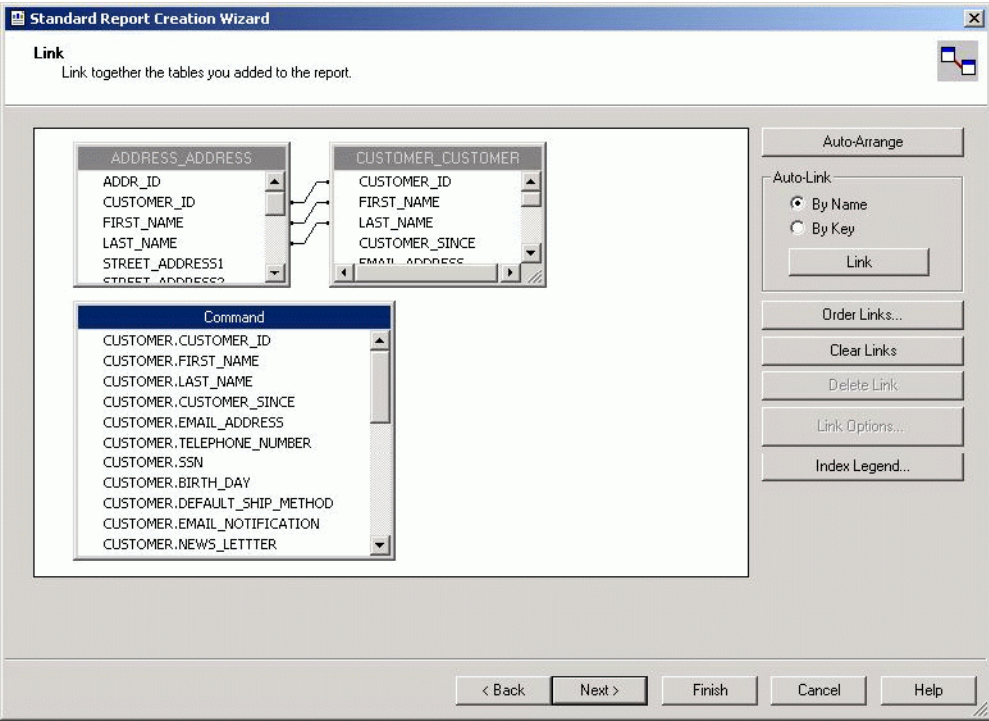 Standard Report Creation Wizard
Link
Link together the tables you added to the report.
ADDRESS_ADDRESS
ADDR_ID
CUSTOMER_ID
FIRST_NAME
LAST_NAME
STREET_ADDRESS1
STREET_ADDRESS2
CUSTOMER_CUSTOMER
CUSTOMER_ID
FIRST_NAME
LAST_NAME
CUSTOMER_SINCE
EMAIL_ADDRESS
Command
CUSTOMER.CUSTOMER_ID
CUSTOMER.FIRST_NAME
CUSTOMER.LAST_NAME
CUSTOMER.CUSTOMER_SINCE
CUSTOMER.EMAIL_ADDRESS
CUSTOMER.TELEPHONE_NUMBER
CUSTOMER.SSN
CUSTOMER.BIRTH_DAY
CUSTOMER.DEFAULT_SHIP_METHOD
CUSTOMER.EMAIL_NOTIFICATION
CUSTOMER.NEWS_LETTTER
Auto-Arrange
Auto-Link
By Name
By Key
Link
Order Links...
Clear Links
Delete Link
Link Options...
Index Legend...
< Back
Next >
Finish
Cancel
Help